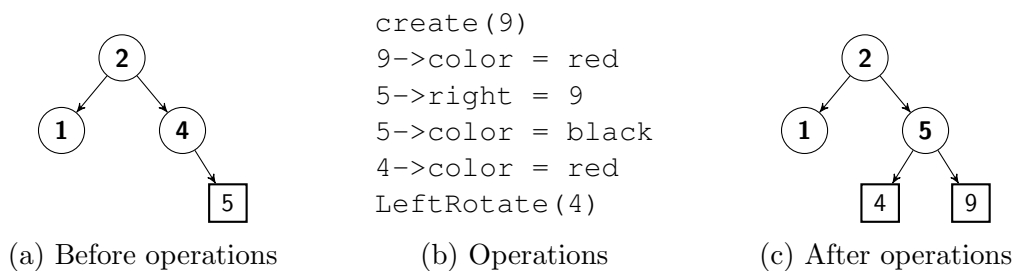 2
1
4
5
(a) Before operations
create(9)
9->color = red
5->right = 9
5->color = black
4->color = red
LeftRotate(4)
(b) Operations
2
1
5
4
9
(c) After operations